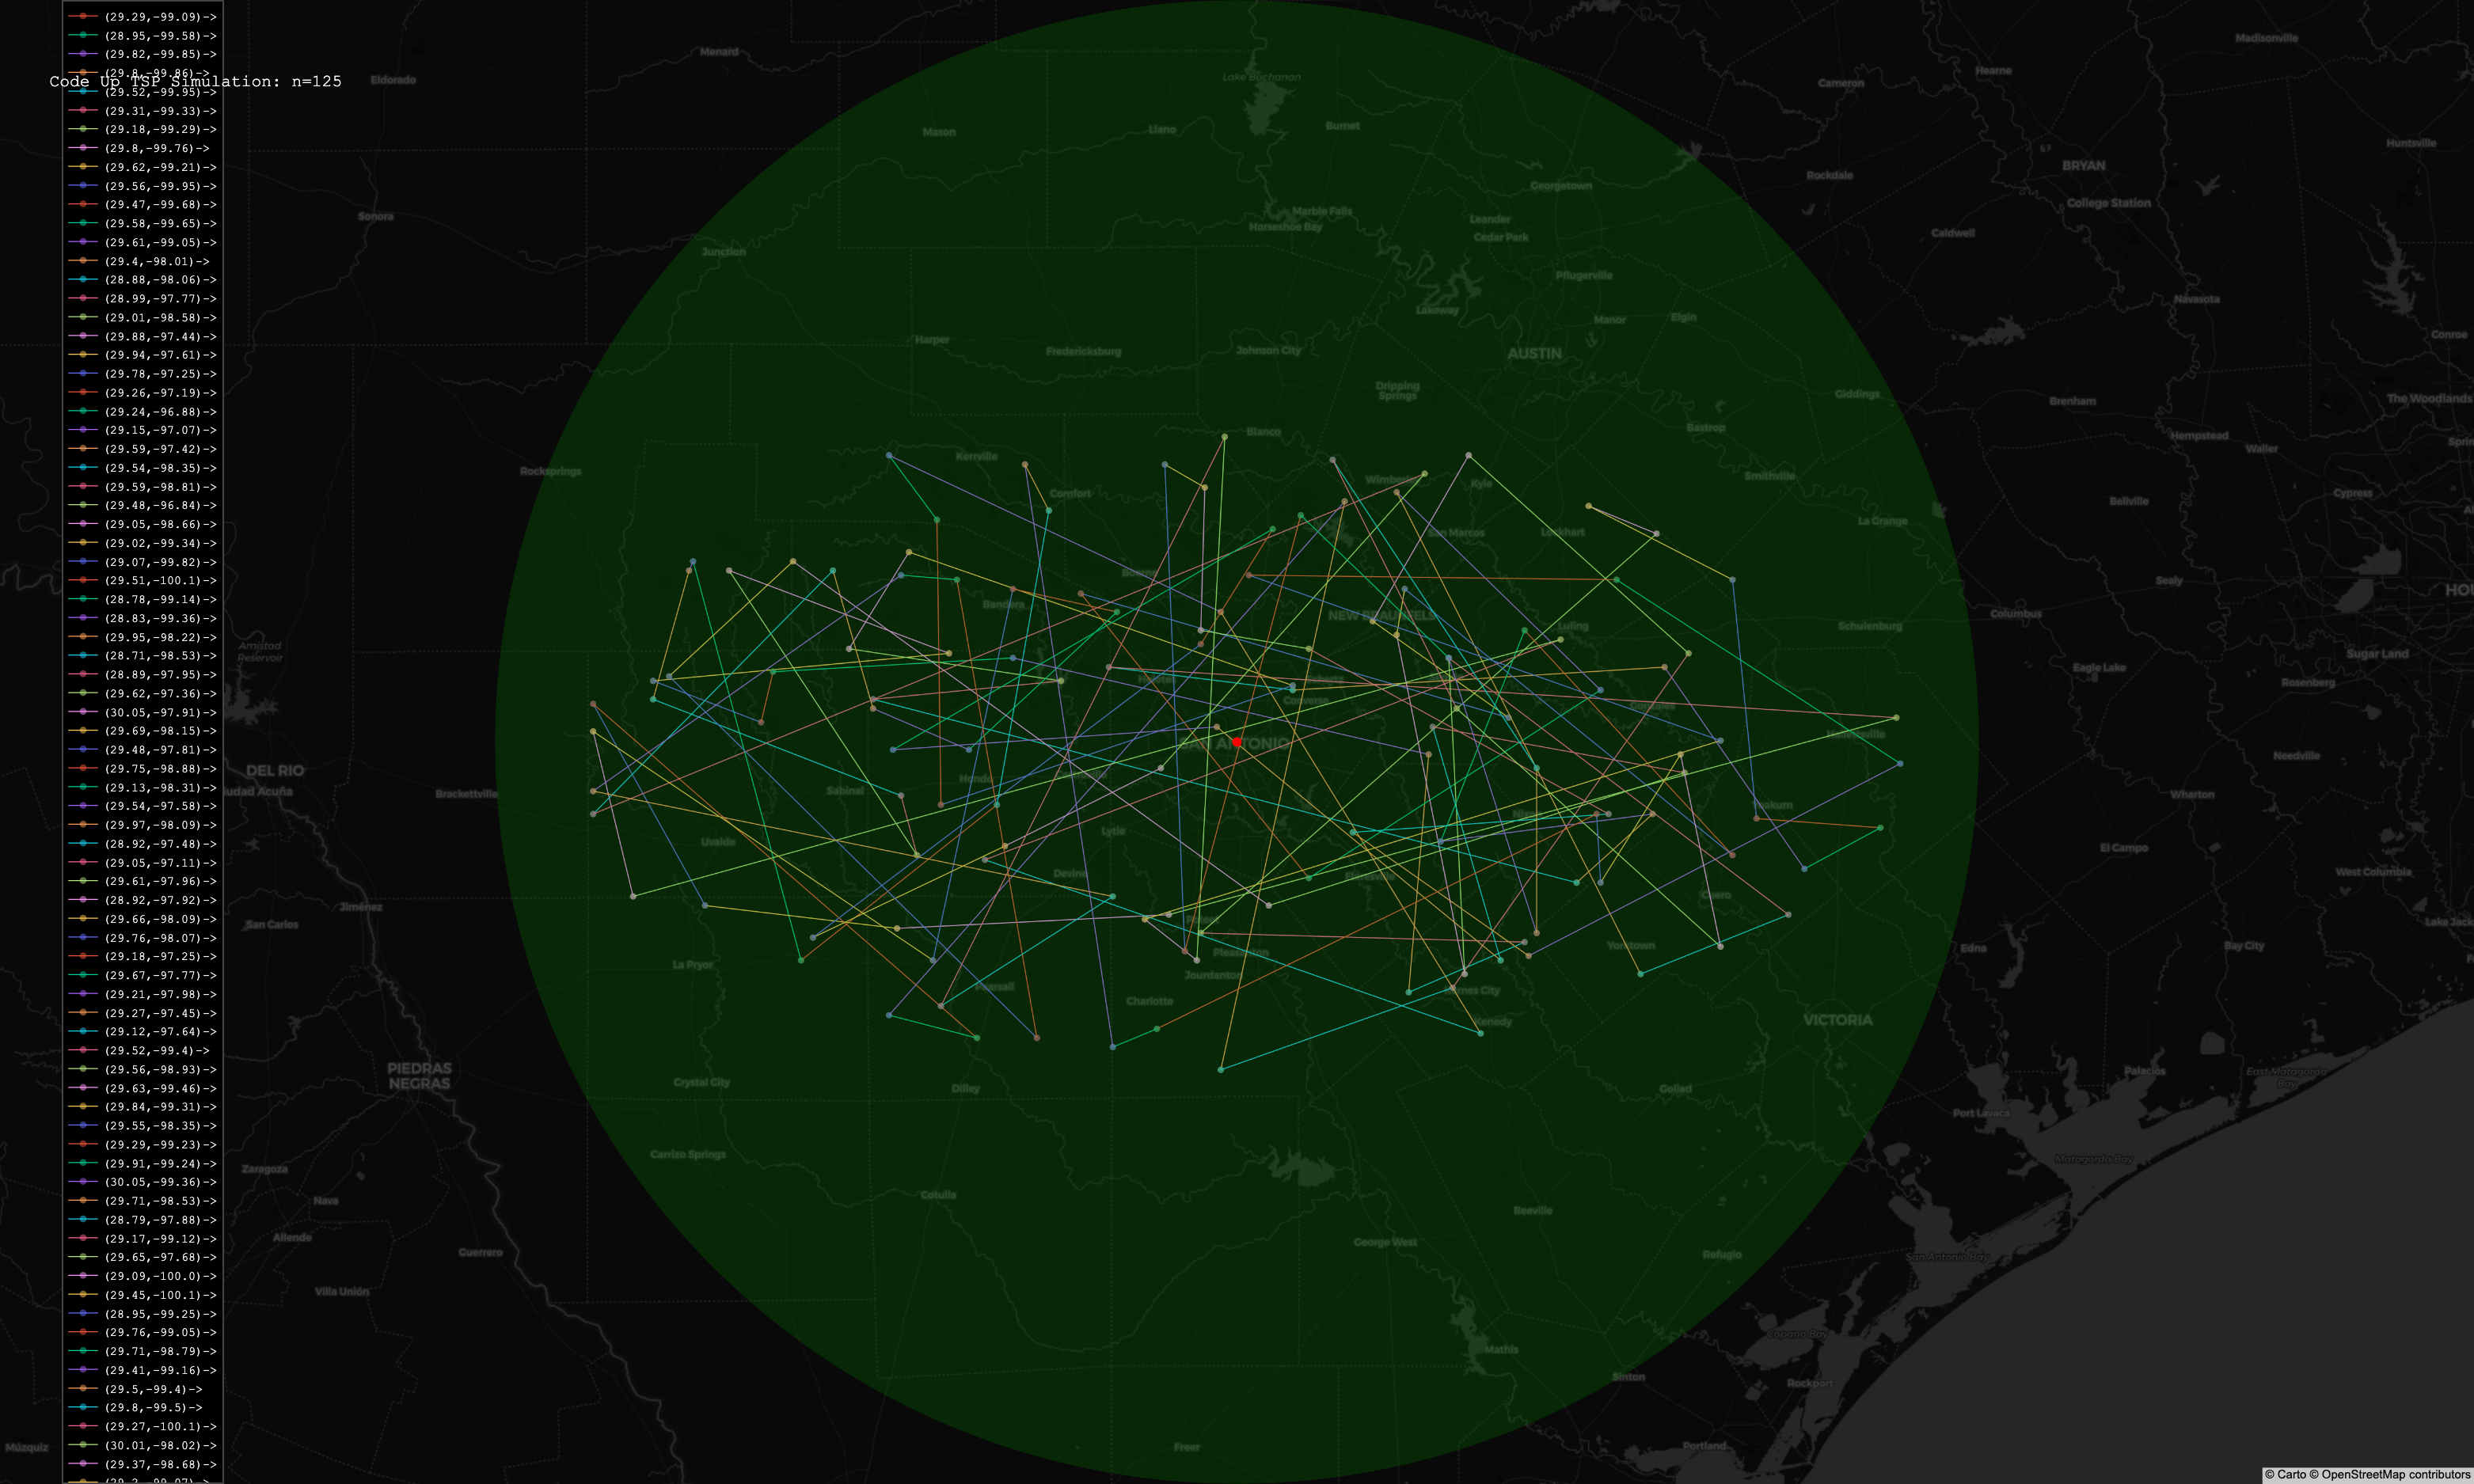 (29.29,-99.09)->
(28.95,-99.58)->
(29.82,-99.85)->
(29.8,-99.86)->
Code Up TSP Simulation: n=125
(29.52,-99.95)->
(29.31,-99.33)->
(29.18,-99.29)->
(29.8,-99.76)->
(29.62,-99.21)->
(29.56,-99.95)->
(29.47,-99.68)->
(29.58,-99.65)->
(29.61,-99.05)->
(29.4,-98.01)->
(28.88,-98.06)->
(28.99,-97.77)->
(29.01,-98.58)->
(29.88,-97.44)->
(29.94,-97.61)->
(29.78,-97.25)->
(29.26,-97.19)->
(29.24,-96.88)->
(29.15,-97.07)->
(29.59,-97.42)->
(29.54,-98.35)->
(29.59,-98.81)->
(29.48,-96.84)->
(29.05,-98.66)->
(29.02,-99.34)->
(29.07,-99.82)->
(29.51,-100.1)->
(28.78,-99.14)->
(28.83,-99.36)->
(29.95,-98.22)->
(28.71,-98.53)->
(28.89,-97.95)->
(29.62,-97.36)->
(30.05,-97.91)->
(29.69,-98.15)->
(29.48,-97.81)->
(29.75,-98.88)->
(29.13,-98.31)->
(29.54,-97.58)->
(29.97,-98.09)->
(28.92,-97.48)->
(29.05,-97.11)->
(29.61,-97.96)->
(28.92,-97.92)->
(29.66,-98.09)->
(29.76,-98.07)->
(29.18,-97.25)->
(29.67,-97.77)->
(29.21,-97.98)->
(29.27,-97.45)->
(29.12,-97.64)->
(29.52,-99.4)->
(29.56,-98.93)->
(29.63,-99.46)->
(29.84,-99.31)->
(29.55,-98.35)->
(29.29,-99.23)->
(29.91,-99.24)->
(30.05,-99.36)->
(29.71,-98.53)->
(28.79,-97.88)->
(29.17,-99.12)->
(29.65,-97.68)->
(29.09,-100.0)->
(29.45,-100.1)->
(28.95,-99.25)->
(29.76,-99.05)->
(29.71,-98.79)->
(29.41,-99.16)->
(29.5,-99.4)->
(29.8,-99.5)->
(29.27,-100.1)->
(30.01,-98.02)->
(29.37,-98.68)->
Eldorado
Menard
Sonora
Junction
Mason
Llano
Lake Buchanan
Burnet
Marble Falls
Horseshoe Bay
Georgetown
Leander
Cedar Park
Pflugerville
Lakeway
Manor
Elgin
AUSTIN
Harper
Fredericksburg
Johnson City
Dripping
Springs
Giddings
Bastrop
Smithville
La Grange
Cameron
Rockdale
Hearne
Madisonville
BRYAN
College Station
Huntsville
Caldwell
Navasota
Conroe
Brenham
The Woodlands
Hempstead
Waller
Bellville
Cypress
Katy
Sealy
Columbus
Schulenburg
Eagle Lake
Sugar Land
Rosenberg
Needville
Wharton
El Campo
West Columbia
Bay City
Edna
Rocksprings
Kerrville
Comfort
Blanco
Kyle
San Marcos
Lockhart
Luling
NEW BRAUNFELS
Bandera
Converse
SAN ANTONIO
Hondo
Sabinal
Brackettville
Uvalde
Lytle
Devine
Amistad
Reservoir
DEL RIO
Ciudad Acuña
San Carlos
Jiménez
La Pryor
Pearsall
Pleasanton
Jourdanton
Charlotte
Karnes City
Kenedy
Yorktown
Cuero
Yoakum
Hallettsville
VICTORIA
Goliad
PIEDRAS
NEGRAS
Crystal City
Dilley
Carrizo Springs
Cotulla
George West
Beeville
Refugio
Mathis
Sinton
Rockport
Portland
Freer
Zaragoza
Nava
Allende
Guerrero
Villa Unión
Múzquiz
Palacios
East Matagorda
Bay
Port Lavaca
Matagorda Bay
San Antonio Bay
Copano Bay
© Carto © OpenStreetMap contributors